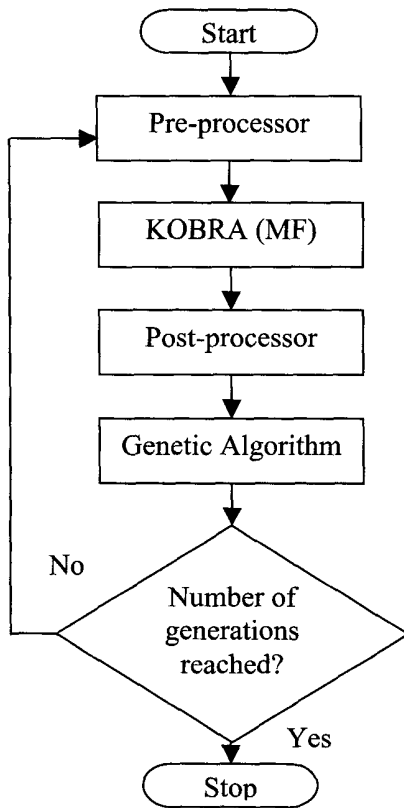 Start
Pre-processor
KOBRA (MF)
Post-processor
Genetic Algorithm
No
Number of
generations
reached?
Yes
Stop